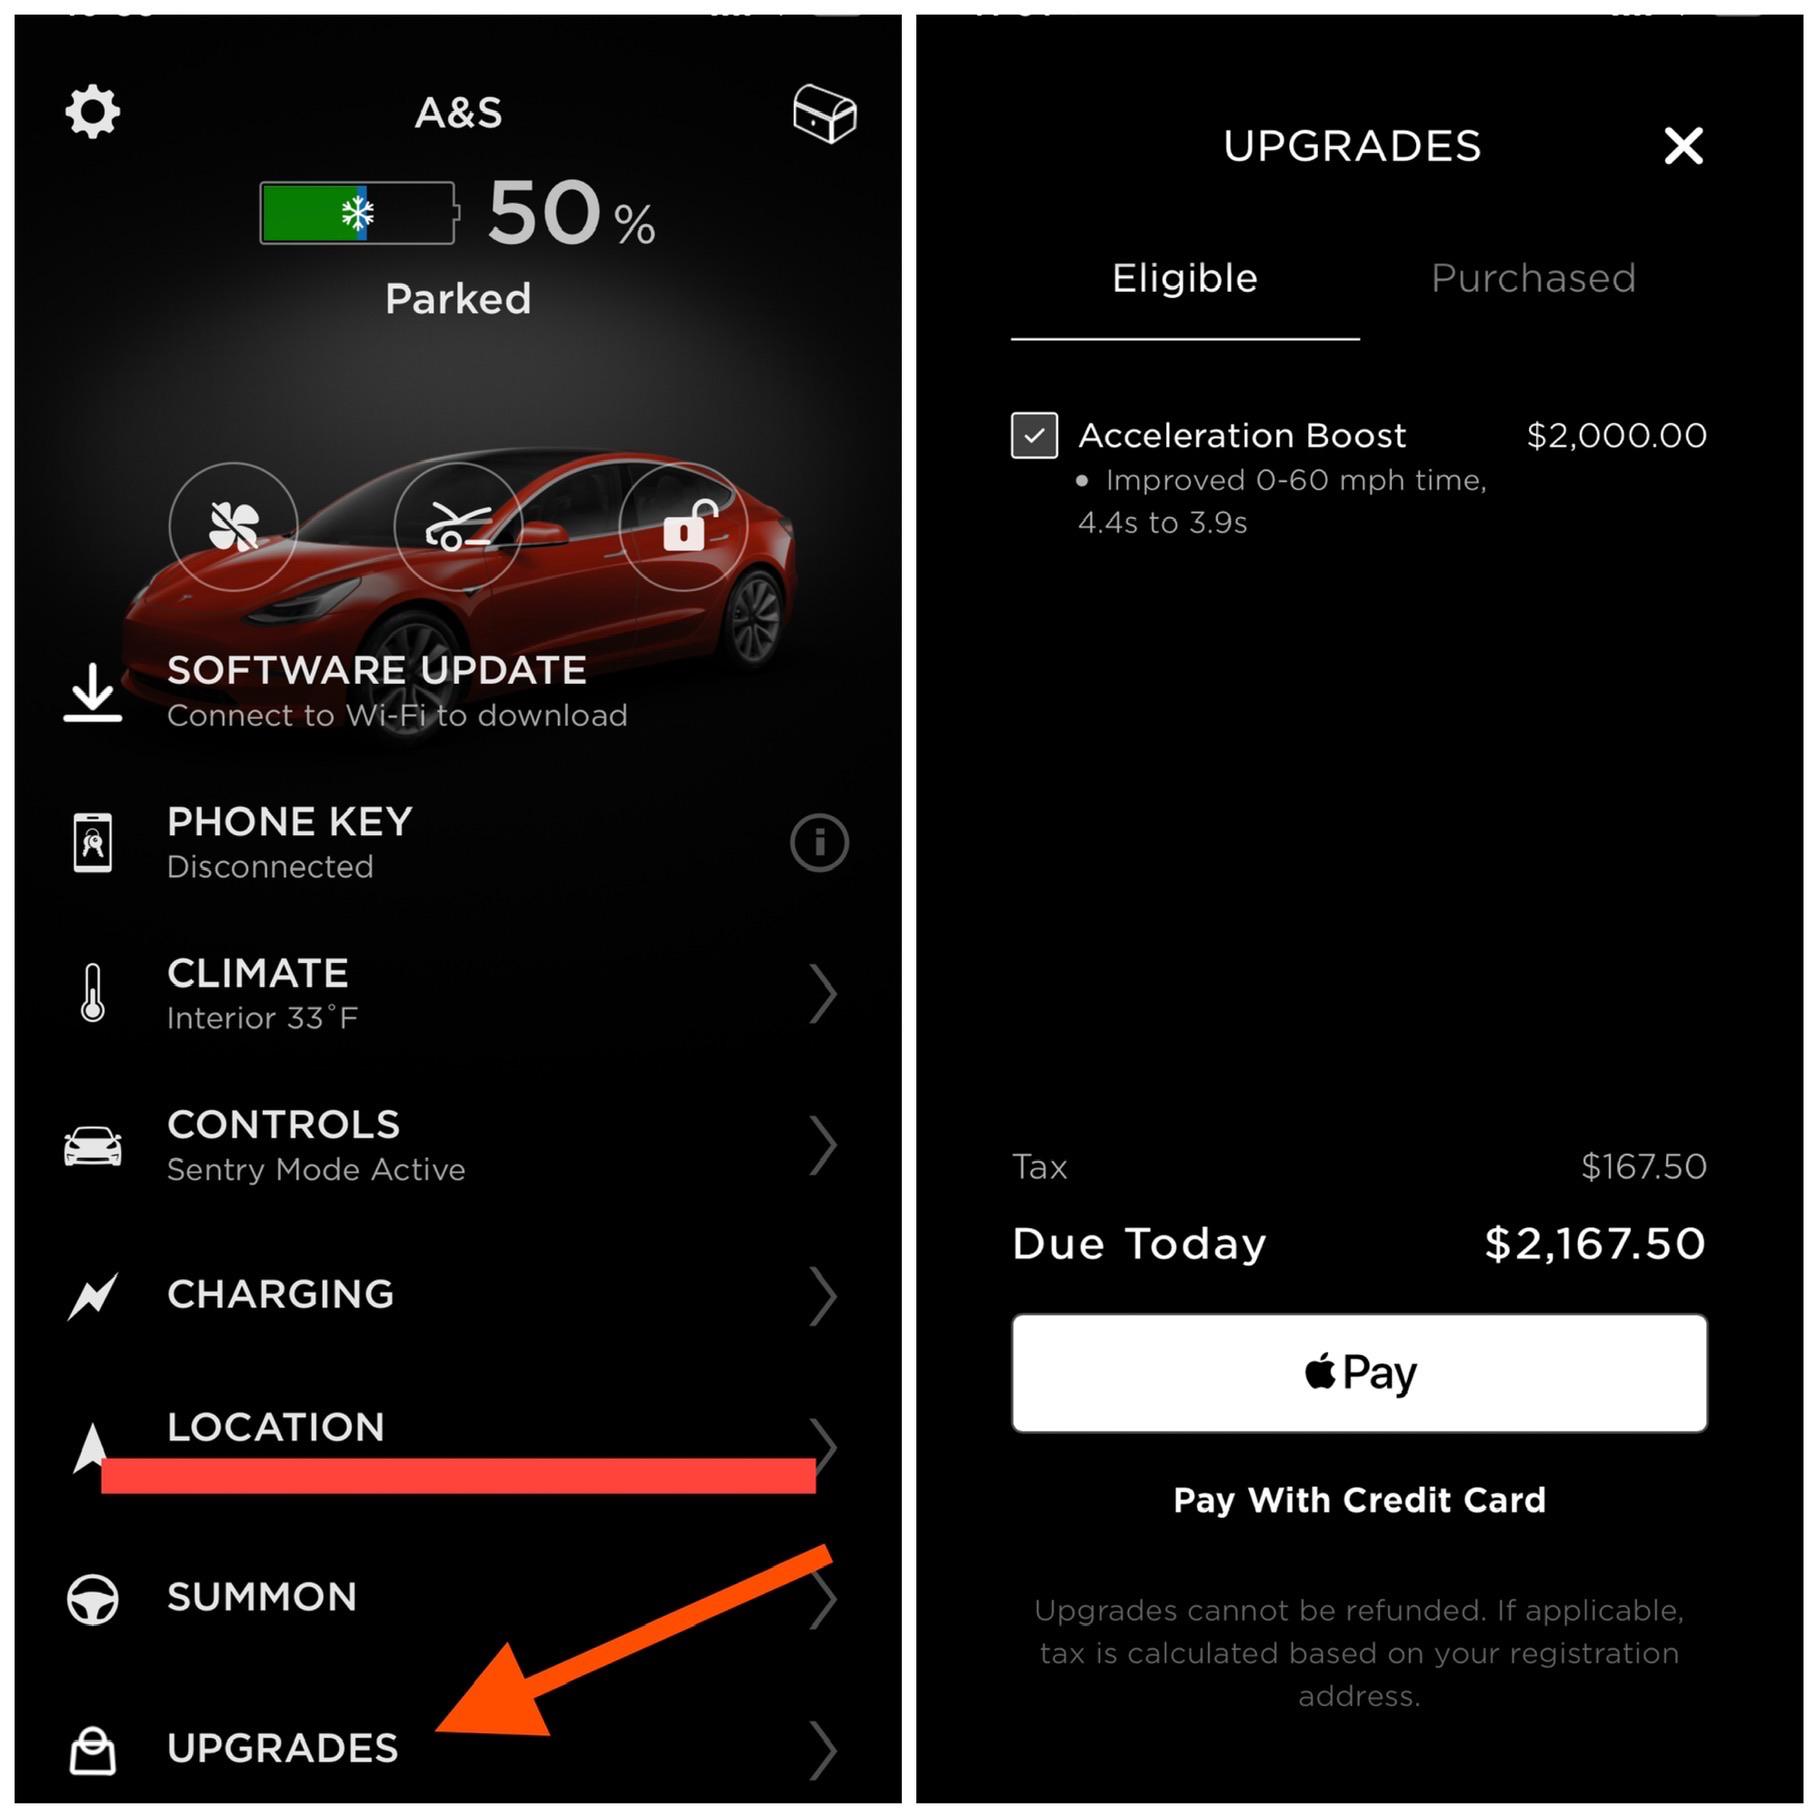 A&S
50%
Parked
SOFTWARE UPDATE
Connect to Wi-Fi to download
PHONE KEY
Disconnected
CLIMATE
Interior 33°F
CONTROLS
Sentry Mode Active
CHARGING
LOCATION
SUMMON
UPGRADES
UPGRADES
Eligible Purchased
Acceleration Boost $2,000.00
• Improved 0-60 mph time,
4.4s to 3.9s
Tax $167.50
Due Today $2,167.50
Pay
Pay With Credit Card
Upgrades cannot be refunded. If applicable,
tax is calculated based on your registration
address.